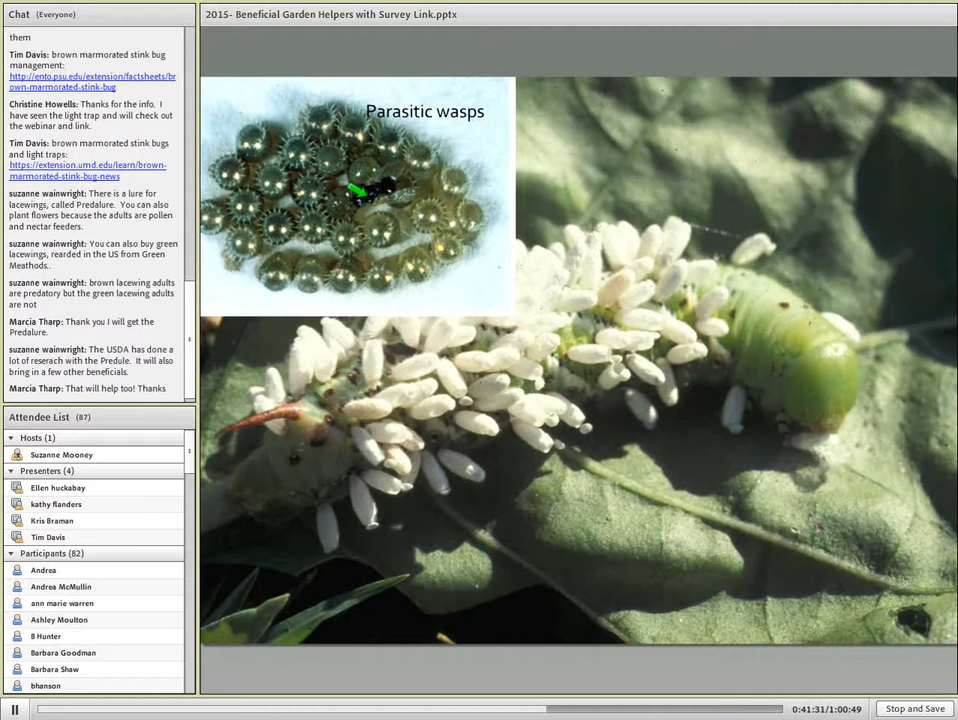 Chat (Everyone)
them
Tim Davis: brown marmorated stink bug
management:
http://ento.psu.edu/extension/factsheets/br
own-marmorated-stink-bug
Christine Howells: Thanks for the info. I
have seen the light trap and will check out
the webinar and link.
Tim Davis: brown marmorated stink bugs
and light traps:
https://extension.umd.edu/learn/brown-
marmorated-stink-bug-news
suzanne wainwright: There is a lure for
lacewings, called Predalure. You can also
plant flowers because the adults are pollen
and nectar feeders.
suzanne wainwright: You can also buy green
lacewings, rearded in the US from Green
Meathods..
suzanne wainwright: brown lacewing adults
are predatory but the green lacewing adults
are not
Marcia Tharp: Thank you I will get the
Predalure.
suzanne wainwright: The USDA has done a
lot of reserach with the Predule. It will also
bring in a few other beneficials.
Marcia Tharp: That will help too! Thanks
Attendee List (87)
Hosts (1)
Suzanne Mooney
Presenters (4)
Ellen huckabay
kathy flanders
Kris Braman
Tim Davis
Participants (82)
Andrea
Andrea McMullin
ann marie warren
Ashley Moulton
B Hunter
Barbara Goodman
Barbara Shaw
bhanson
2015- Beneficial Garden Helpers with Survey Link.pptx
Parasitic wasps
0:41:31/1:00:49
Stop and Save